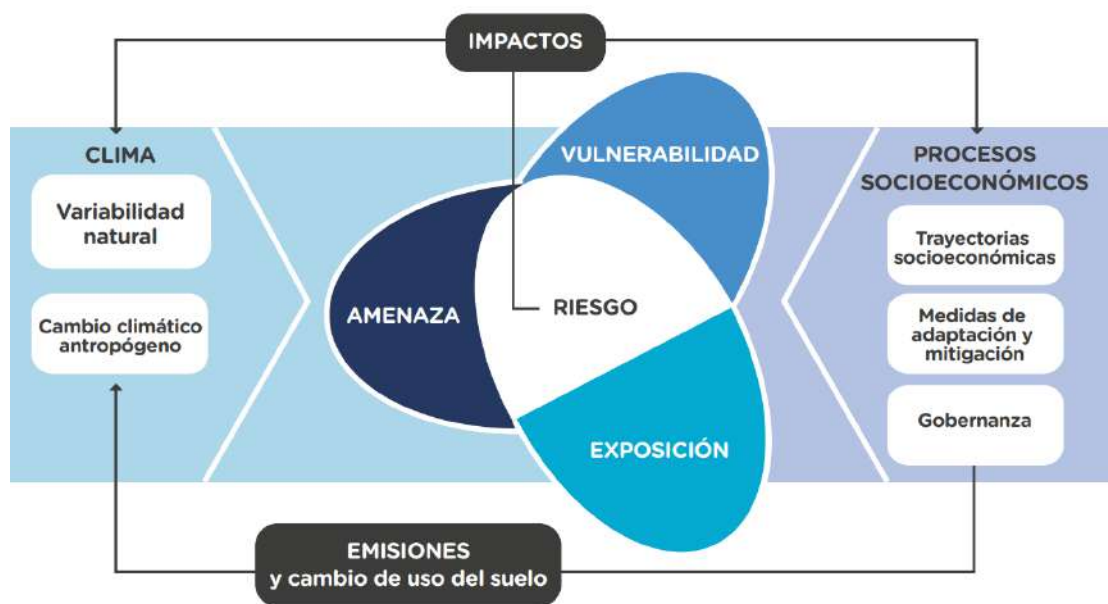 IMPACTOS
CLIMA
Variabilidad
natural
Cambio climático
antropógeno
VULNERABILIDAD
AMENAZA
RIESGO
EXPOSICIÓN
PROCESOS
SOCIOECONÓMICOS
Trayectorias
socioeconómicas
Medidas de
adaptación y
mitigación
Gobernanza
EMISIONES
y cambio de uso del suelo